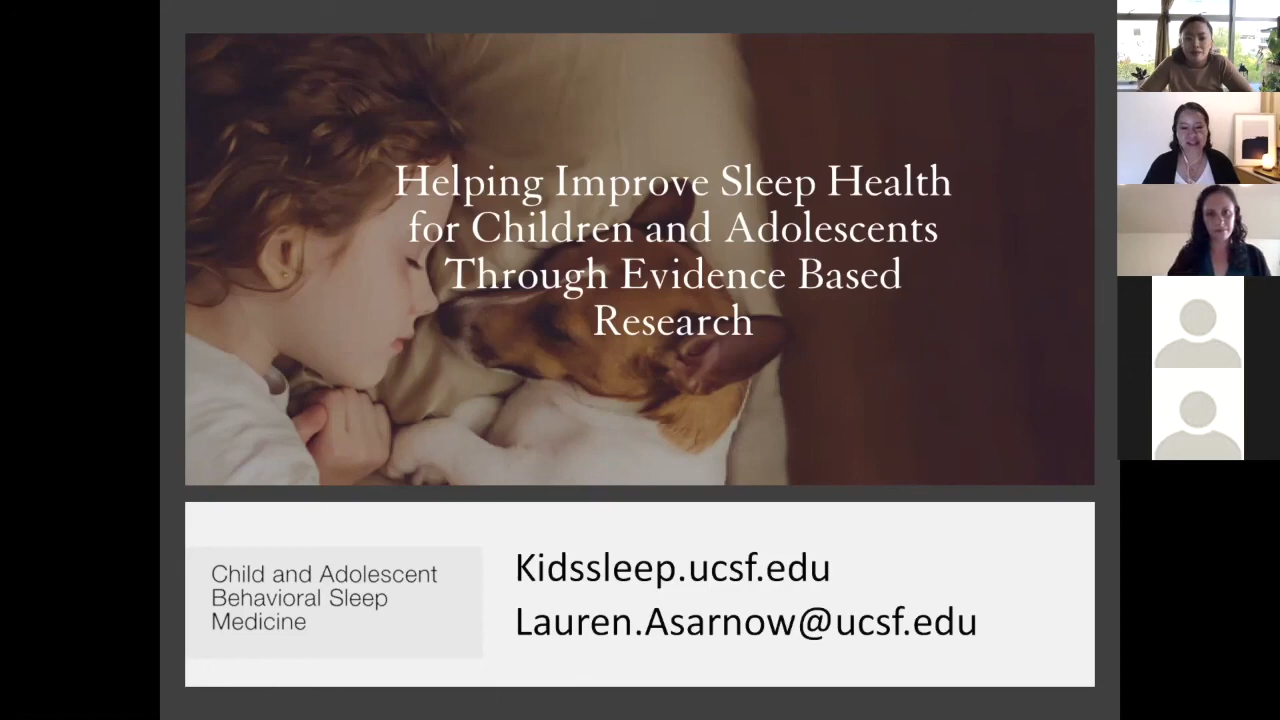 Helping Improve Sleep Health
for Children and Adolescents
Through Evidence Based
Research
Child and Adolescent
Behavioral Sleep
Medicine
Kidssleep.ucsf.edu
Lauren.Asarnow@ucsf.edu